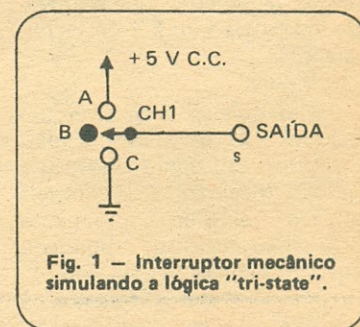 + 5 V C.C.
A
CH1
B
SAÍDA
C
s
Fig. 1 — Interruptor mecânico
simulando a lógica "tri-state".